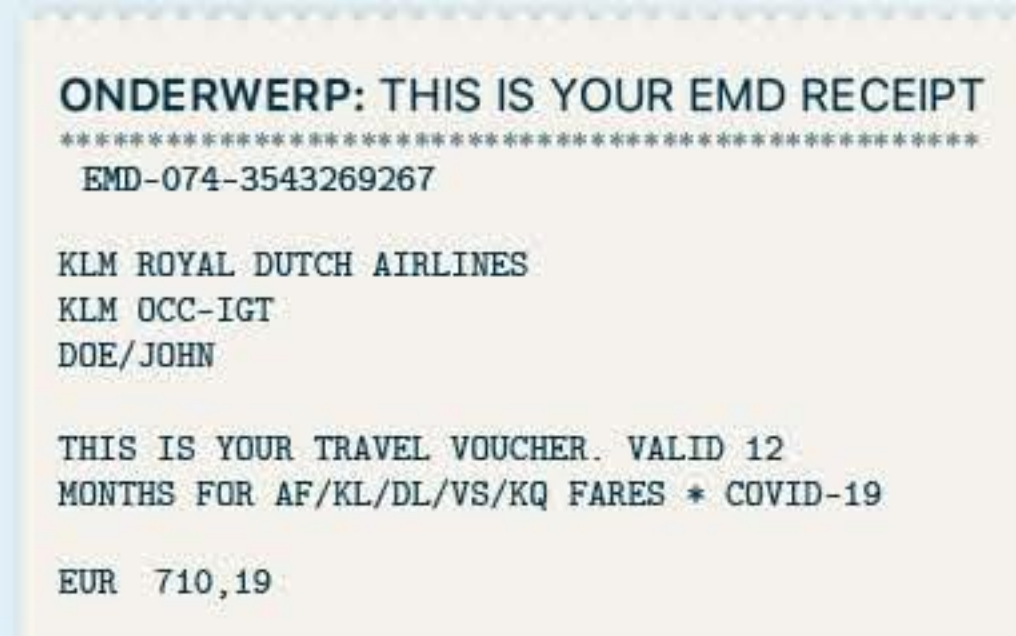 ONDERWERP: THIS IS YOUR EMD RECEIPT
************************************************
EMD-074-3543269267
KLM ROYAL DUTCH AIRLINES
KLM OCC-IGT
DOE/JOHN
THIS IS YOUR TRAVEL VOUCHER. VALID 12
MONTHS FOR AF/KL/DL/VS/KQ FARES * COVID-19
EUR 710,19